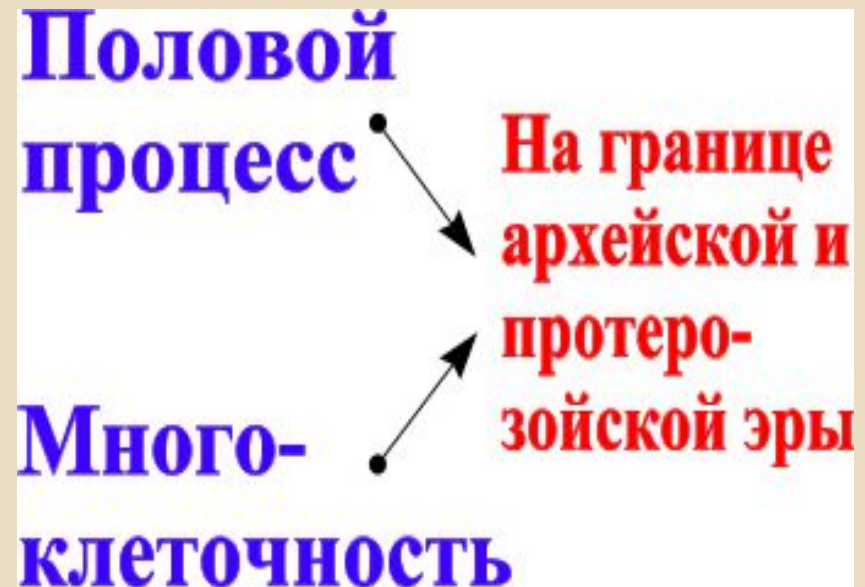 Половой
процесс
На границе
архейской и
протеро-
зойской эры
Много-
клеточность